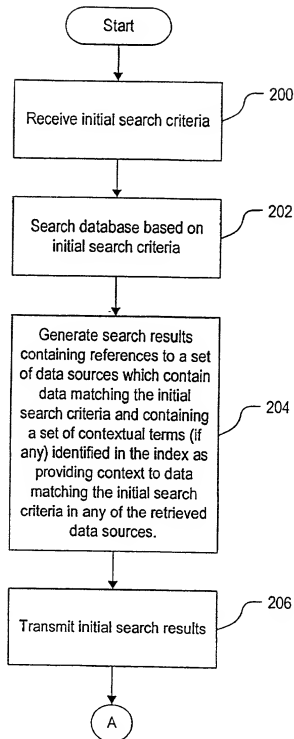 Start
Receive initial search criteria
200
Search database based on
initial search criteria
202
Generate search results
containing references to a set
of data sources which contain
data matching the initial
search criteria and containing
a set of contextual terms (if
any) identified in the index as
providing context to data
matching the initial search
criteria in any of the retrieved
data sources.
204
Transmit initial search results
206
A